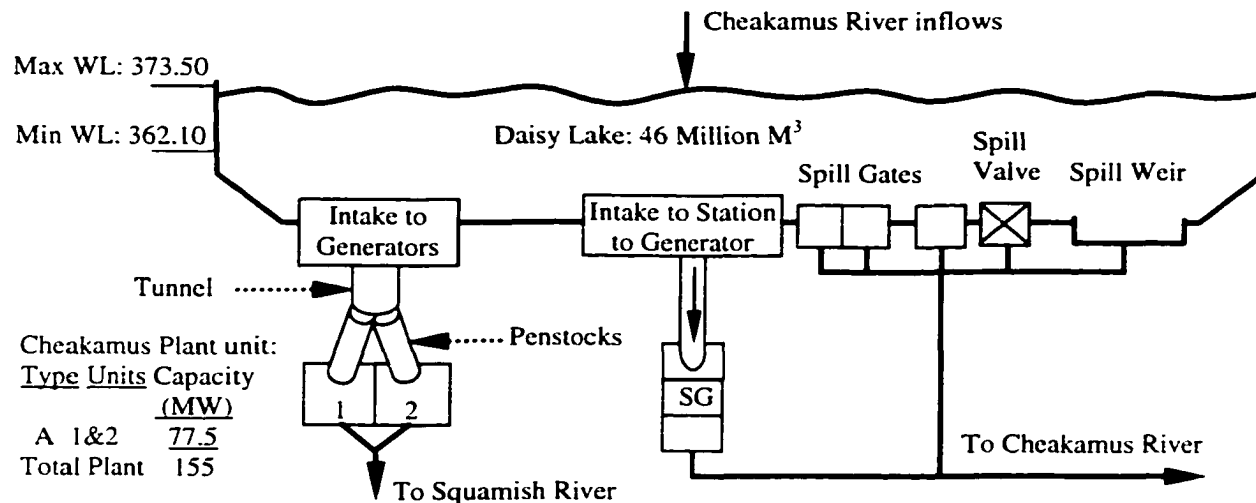 Cheakamus River inflows
Max WL: 373.50
Min WL: 362.10
Daisy Lake: 46 Million M³
Spill
Valve
Spill Gates
Spill Weir
Intake to
Generators
Intake to Station
to Generator
Tunnel
Penstocks
Cheakamus Plant unit:
Type Units Capacity
(MW)
A 1&2 77.5
Total Plant 155
1 2
SG
To Cheakamus River
To Squamish River